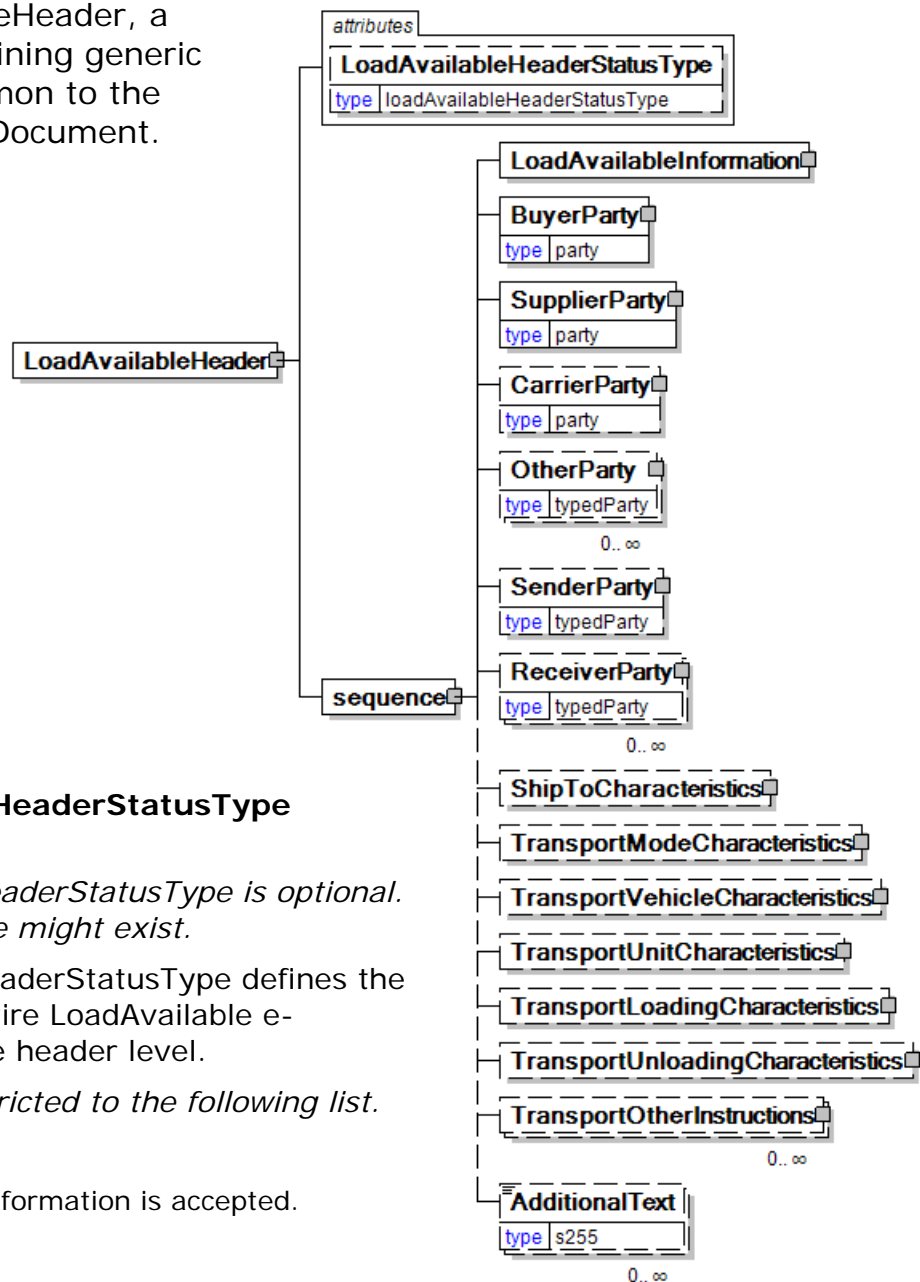 eHeader, a
ining generic
mon to the
Document.
attributes
LoadAvailableHeaderStatusType
type loadAvailableHeaderStatusType
LoadAvailableHeader
sequence
LoadAvailableInformation
BuyerParty
type party
SupplierParty
type party
CarrierParty
type party
OtherParty
type typedParty
0.. ∞
SenderParty
type typedParty
ReceiverParty
type typedParty
0.. ∞
ShipToCharacteristics
TransportModeCharacteristics
TransportVehicleCharacteristics
TransportUnitCharacteristics
TransportLoadingCharacteristics
TransportUnloadingCharacteristics
TransportOtherInstructions
0.. ∞
AdditionalText
type s255
0.. ∞
HeaderStatusType
eaderStatusType is optional.
e might exist.
aderStatusType defines the
ire LoadAvailable e-
e header level.
ricted to the following list.
formation is accepted.